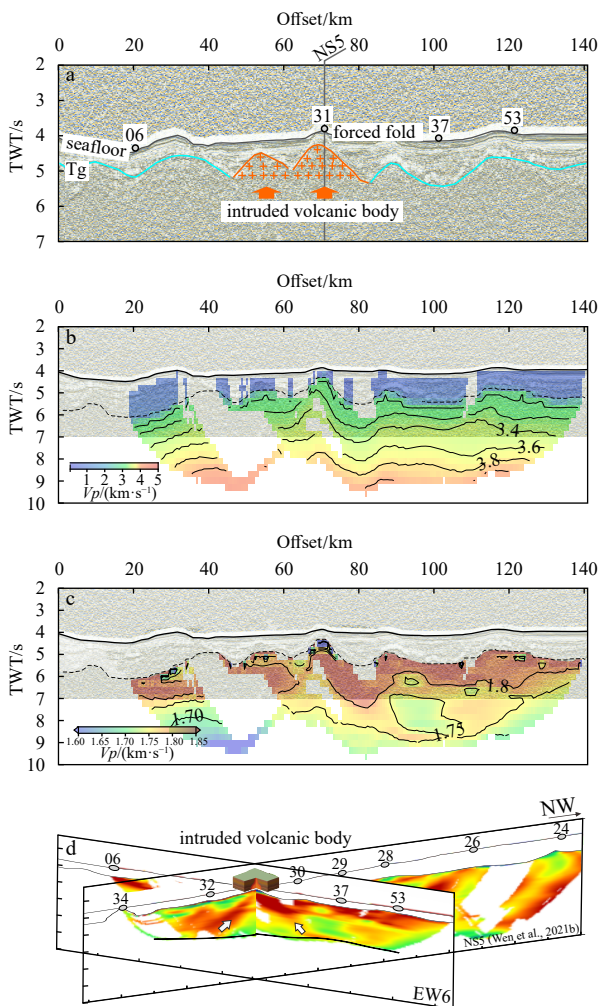 Offset/km
NS5
0 20 40 60 80 100 120 140
a
2
3
4
5
6
7
TWT/s
06
31
37
53
seafloor
forced fold
Tg
intruded volcanic body
Offset/km
0 20 40 60 80 100 120 140
b
2
3
4
5
6
7
8
9
10
TWT/s
3.4
3.6
3.8
1 2 3 4 5
Vp/(km·s⁻¹)
Offset/km
0 20 40 60 80 100 120 140
c
2
3
4
5
6
7
8
9
10
TWT/s
1.8
1.75
1.70
1.60 1.65 1.70 1.75 1.80 1.85
Vp/(km·s⁻¹)
d
NW
intruded volcanic body
24
26
28
29
30
06
32
34
37
53
NS5 (Wen et al., 2021b)
EW6